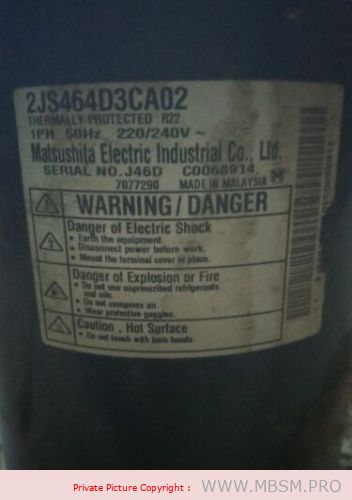 2JS464D3CA02
THERMALLY PROTECTED R22
1PH 50Hz 220/240V ~
Matsushita Electric Industrial Co., Ltd.
SERIAL NO.J46D C0068914
7077290 MADE IN MALAYSIA M
WARNING/DANGER
Danger of Electric Shock
• Earth the equipment.
• Disconnect power before work.
• Mount the terminal cover in place.
Danger of Explosion or Fire
• Do not use unprescribed refrigerants
and oils.
• Do not compress air.
• Wear protective goggles.
Caution , Hot Surface
• Do not touch with bare hands.
Private Picture Copyright : WWW.MBSM.PRO